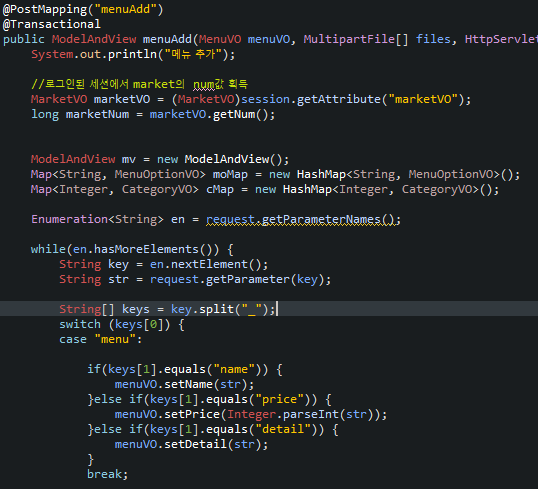 @PostMapping("menuAdd")
@Transactional
public ModelAndView menuAdd(MenuVO menuVO, MultipartFile[] files, HttpServlet
System.out.println("메뉴 추가");
//로그인된 세션에서 market의 num값 획득
MarketVO marketVO = (MarketVO)session.getAttribute("marketVO");
long marketNum = marketVO.getNum();
ModelAndView mv = new ModelAndView();
Map<String, MenuOptionVO> moMap = new HashMap<String, MenuOptionVO>();
Map<Integer, CategoryVO> cMap = new HashMap<Integer, CategoryVO>();
Enumeration<String> en = request.getParameterNames();
while(en.hasMoreElements()) {
String key = en.nextElement();
String str = request.getParameter(key);
String[] keys = key.split("_");
switch (keys[0]) {
case "menu":
if(keys[1].equals("name")) {
menuVO.setName(str);
}else if(keys[1].equals("price")) {
menuVO.setPrice(Integer.parseInt(str));
}else if(keys[1].equals("detail")) {
menuVO.setDetail(str);
}
break;